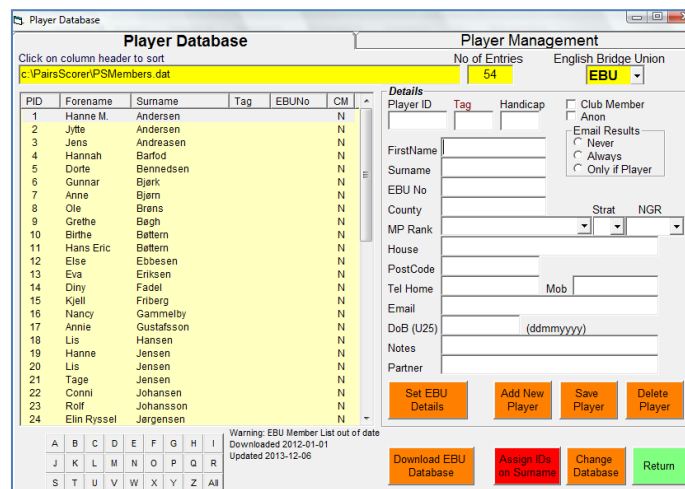 Player Database
Player Database
Player Management
Click on column header to sort
No of Entries
English Bridge Union
c:\PairsScorer\PSMembers.dat
54
EBU
PID Forename Surname Tag EBUNo CM
1 Hanne M. Andersen N
2 Jytte Andersen N
3 Jens Andreasen N
4 Hannah Barfod N
5 Dorte Bennedsen N
6 Gunnar Bjørk N
7 Anne Bjørn N
8 Ole Brøns N
9 Grethe Bøgh N
10 Birthe Bøttern N
11 Hans Eric Bøttern N
12 Else Ebbesen N
13 Eva Eriksen N
14 Diny Fadel N
15 Kjell Friberg N
16 Nancy Gammelby N
17 Annie Gustafsson N
18 Lis Hansen N
19 Hanne Jensen N
20 Lis Jensen N
21 Tage Jensen N
22 Conni Johansen N
23 Rolf Johansson N
24 Elin Ryssel Jørgensen N
A B C D E F G H I
J K L M N O P Q R
S T U V W X Y Z All
Warning: EBU Member List out of date
Downloaded 2012-01-01
Updated 2013-12-06
Details
Player ID Tag Handicap
Club Member
Anon
Email Results
Never
Always
Only if Player
FirstName
Surname
EBU No
County Strat NGR
MP Rank
House
PostCode
Tel Home Mob
Email
DoB (U25) (ddmmyyyy)
Notes
Partner
Set EBU
Details
Add New
Player
Save
Player
Delete
Player
Download EBU
Database
Assign IDs
on Surname
Change
Database
Return